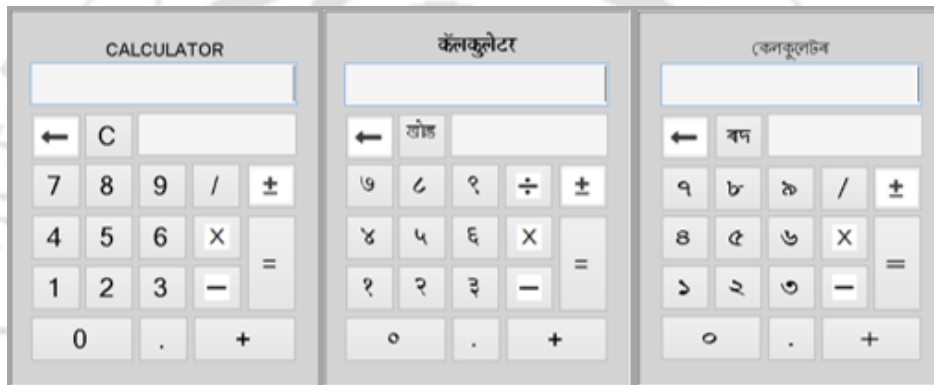 CALCULATOR
← C
7 8 9 / ±
4 5 6 X
1 2 3 − =
0 . +
कॅलकुलेटर
←
७ ८ ९ ÷ ±
४ ५ ६ X
१ २ ३ − =
० . +
কেলকুলেটৰ
← ৰদ
৭ ৮ ৯ / ±
৪ ৫ ৬ X
১ ২ ৩ − =
০ . +